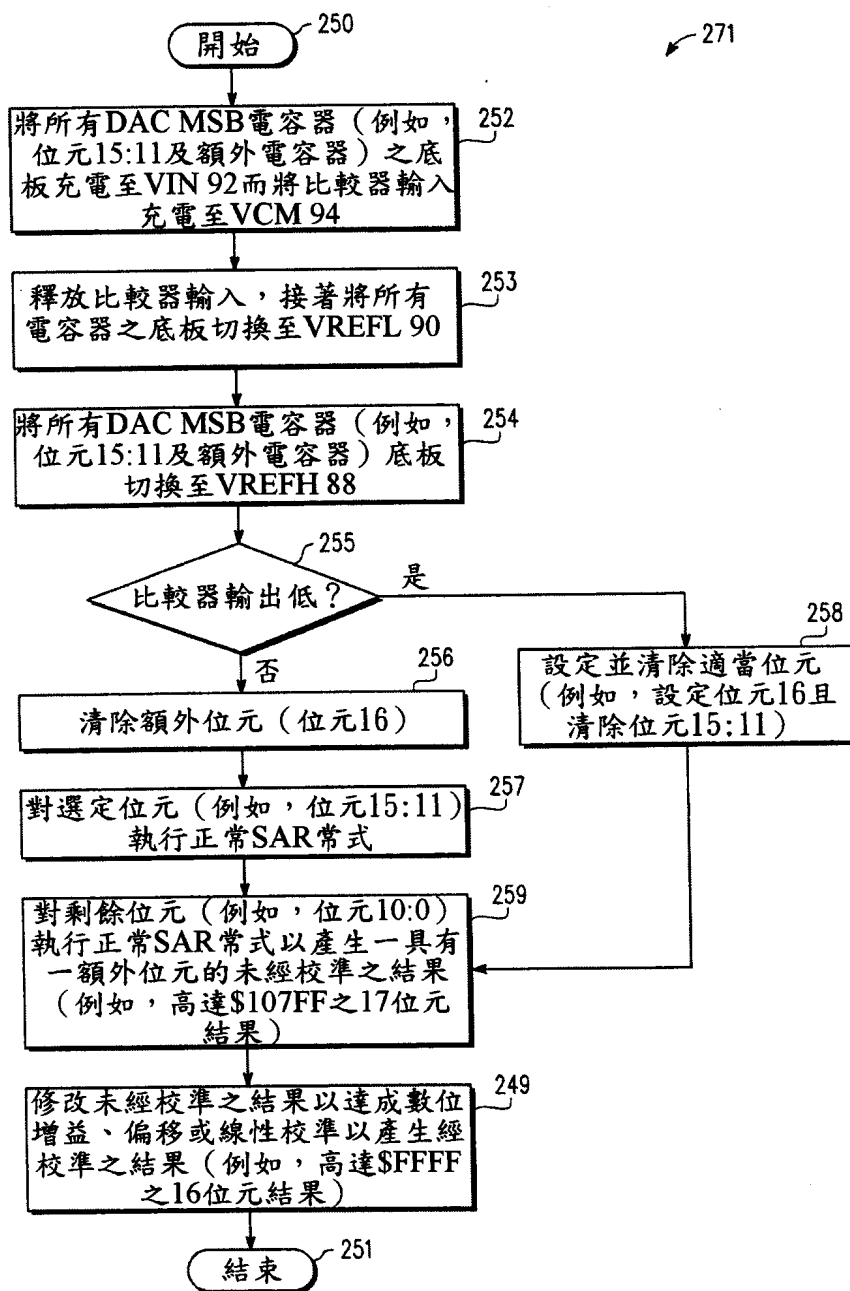 250
開始
271
將所有DAC MSB電容器（例如，
位元15:11及額外電容器）之底
板充電至VIN 92而將比較器輸入
充電至VCM 94
252
釋放比較器輸入，接著將所有
電容器之底板切換至VREFL 90
253
將所有DAC MSB電容器（例如，
位元15:11及額外電容器）底板
切換至VREFH 88
254
255
比較器輸出低？
是
否
256
清除額外位元（位元16）
258
設定並清除適當位元
（例如，設定位元16且
清除位元15:11）
對選定位元（例如，位元15:11）
執行正常SAR常式
257
對剩餘位元（例如，位元10:0）
執行正常SAR常式以產生一具有
一額外位元的未經校準之結果
（例如，高達$107FF之17位元
結果）
259
修改未經校準之結果以達成數位
增益、偏移或線性校準以產生經
校準之結果（例如，高達$FFFF
之16位元結果）
249
結束
251